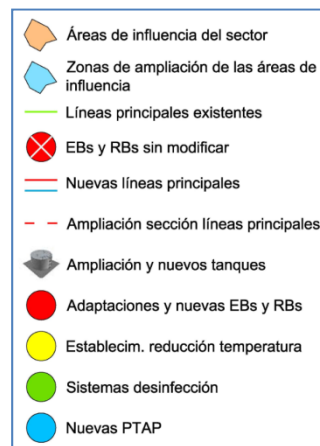 Áreas de influencia del sector
Zonas de ampliación de las áreas de
influencia
Líneas principales existentes
EBs y RBs sin modificar
Nuevas líneas principales
Ampliación sección líneas principales
Ampliación y nuevos tanques
Adaptaciones y nuevas EBs y RBs
Establecim. reducción temperatura
Sistemas desinfección
Nuevas PTAP